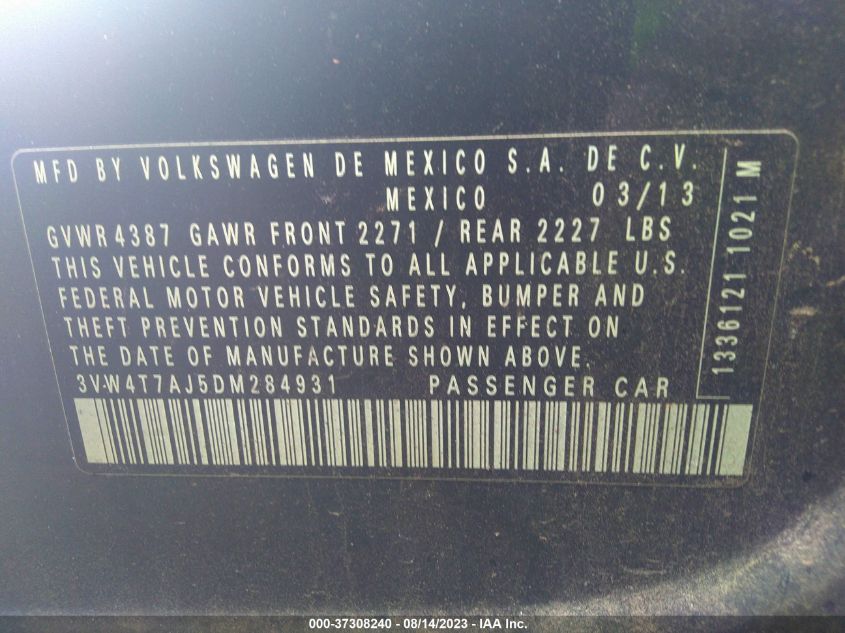 MFD BY VOLKSWAGEN DE MEXICO S.A. DE C.V.
MEXICO 03/13
GVWR 4387 GAWR FRONT 2271 / REAR 2227 LBS
THIS VEHICLE CONFORMS TO ALL APPLICABLE U.S.
FEDERAL MOTOR VEHICLE SAFETY, BUMPER AND
THEFT PREVENTION STANDARDS IN EFFECT ON
THE DATE OF MANUFACTURE SHOWN ABOVE.
3VW4T7AJ5DM284931 PASSENGER CAR
1336121 1021 M
000-37308240 - 08/14/2023 - IAA Inc.